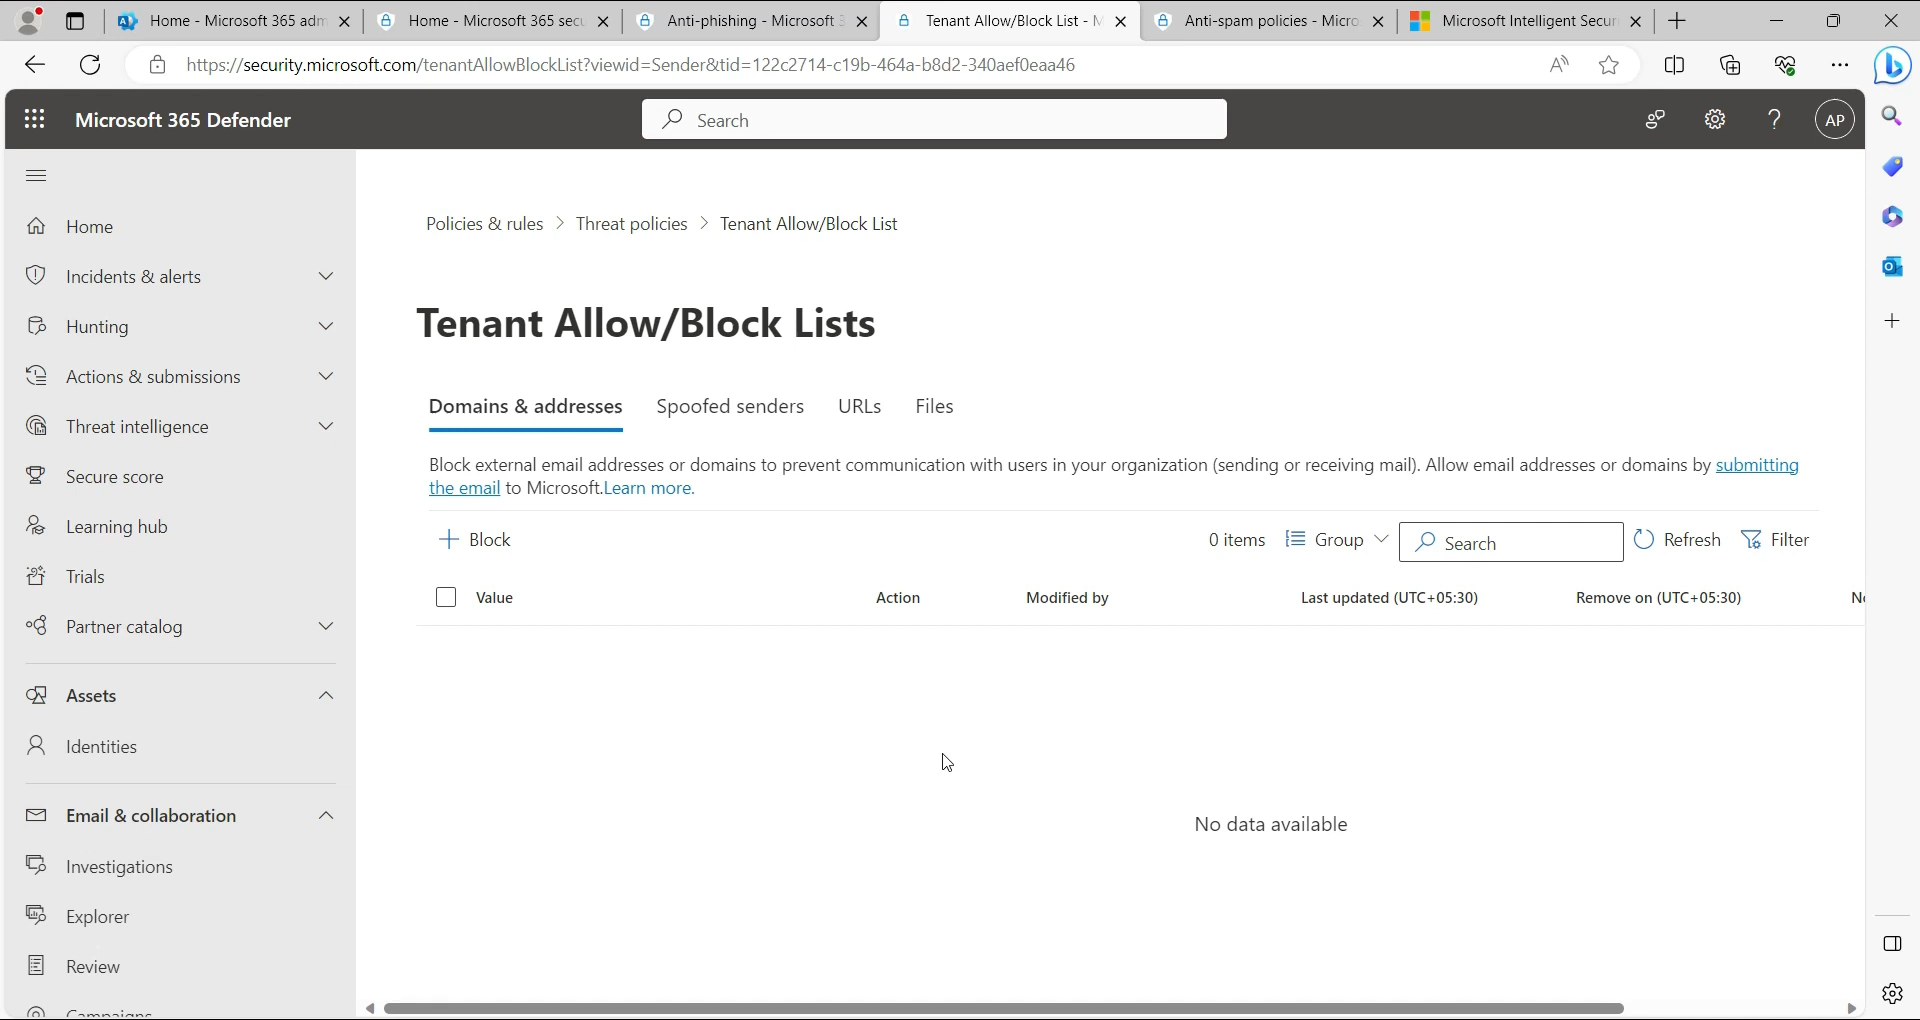 Home - Microsoft 365 adm
Home - Microsoft 365 secu
Anti-phishing - Microsoft 3
Tenant Allow/Block List - M
Anti-spam policies - Micro
Microsoft Intelligent Secur
https://security.microsoft.com/tenantAllowBlockList?viewid=Sender&tid=122c2714-c19b-464a-b8d2-340aef0eaa46
Microsoft 365 Defender
Search
AP
Home
Incidents & alerts
Hunting
Actions & submissions
Threat intelligence
Secure score
Learning hub
Trials
Partner catalog
Assets
Identities
Email & collaboration
Investigations
Explorer
Review
Campaigns
Policies & rules > Threat policies > Tenant Allow/Block List
Tenant Allow/Block Lists
Domains & addresses Spoofed senders URLs Files
Block external email addresses or domains to prevent communication with users in your organization (sending or receiving mail). Allow email addresses or domains by submitting
the email to Microsoft.Learn more.
+ Block 0 items Group Search Refresh Filter
Value Action Modified by Last updated (UTC+05:30) Remove on (UTC+05:30) No
No data available